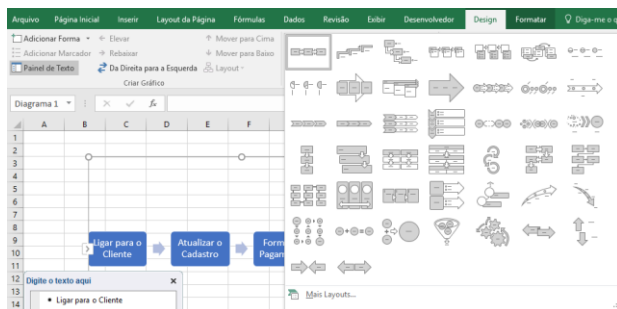 Arquivo Página Inicial Inserir Layout da Página Fórmulas Dados Revisão Exibir Desenvolvedor Design Formatar Diga-me o q
Adicionar Forma Elevar Mover para Cima
Adicionar Marcador Rebaixar Mover para Baixo
Painel de Texto Da Direita para a Esquerda Layout
Criar Gráfico
Diagrama 1 fx
A B C D E F
1
2
3
4
5
6
7
8
9
10
11
12
13
14
Ligar para o
Cliente
Atualizar o
Cadastro
Form
Pagan
Digite o texto aqui X
• Ligar para o Cliente
Mais Layouts...